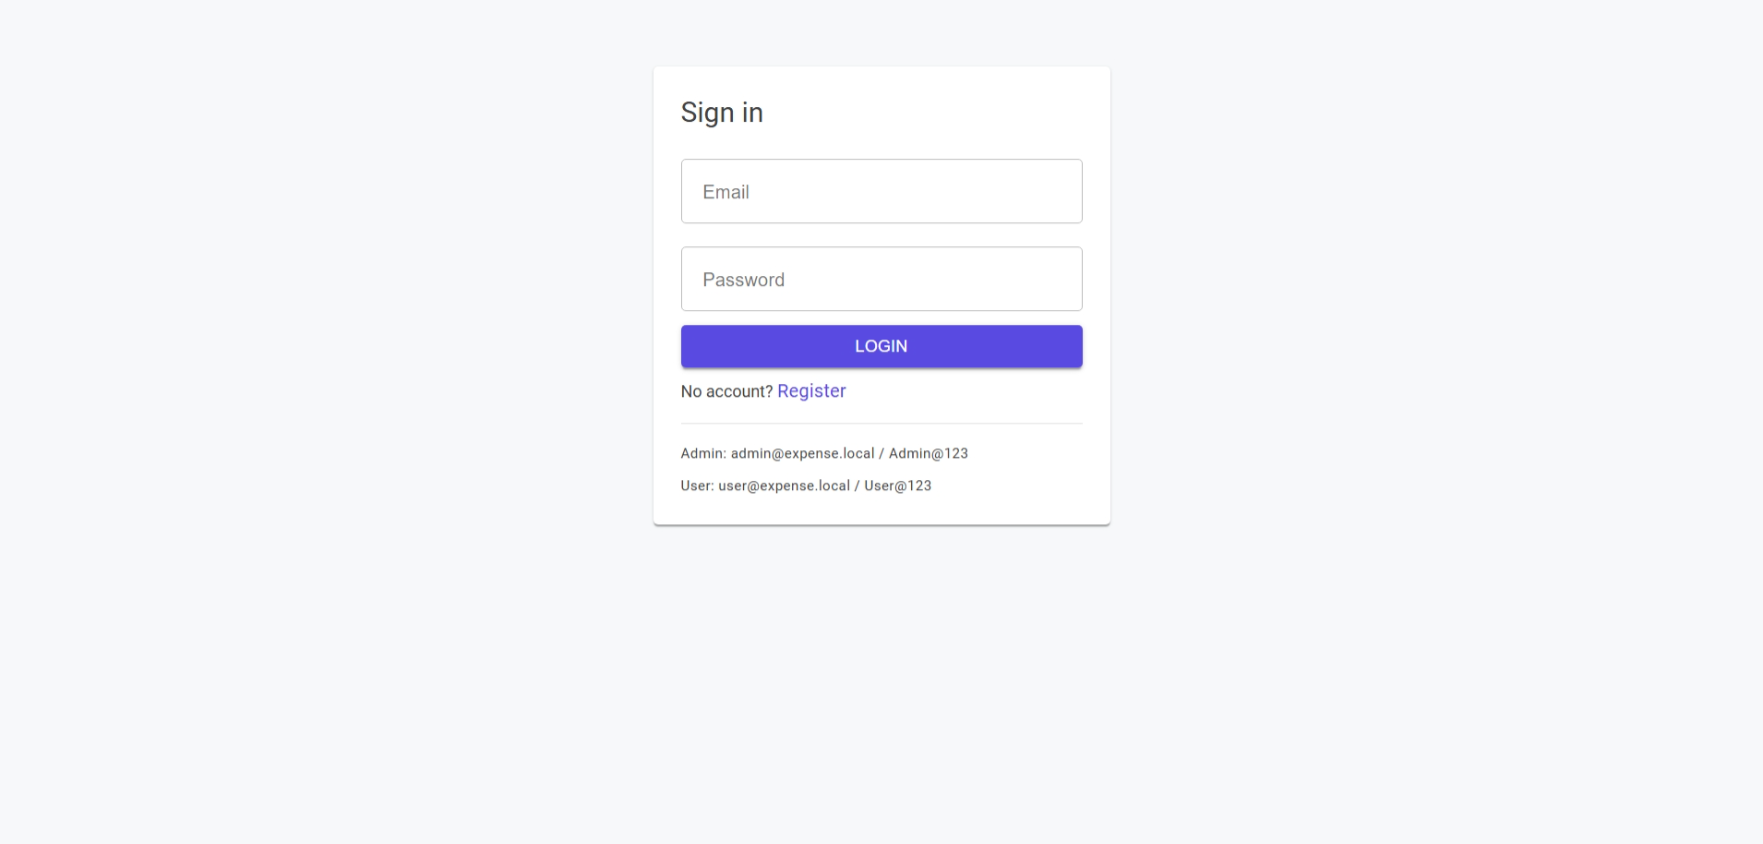 Sign in
Email
Password
LOGIN
No account? Register
Admin: admin@expense.local / Admin@123
User: user@expense.local / User@123